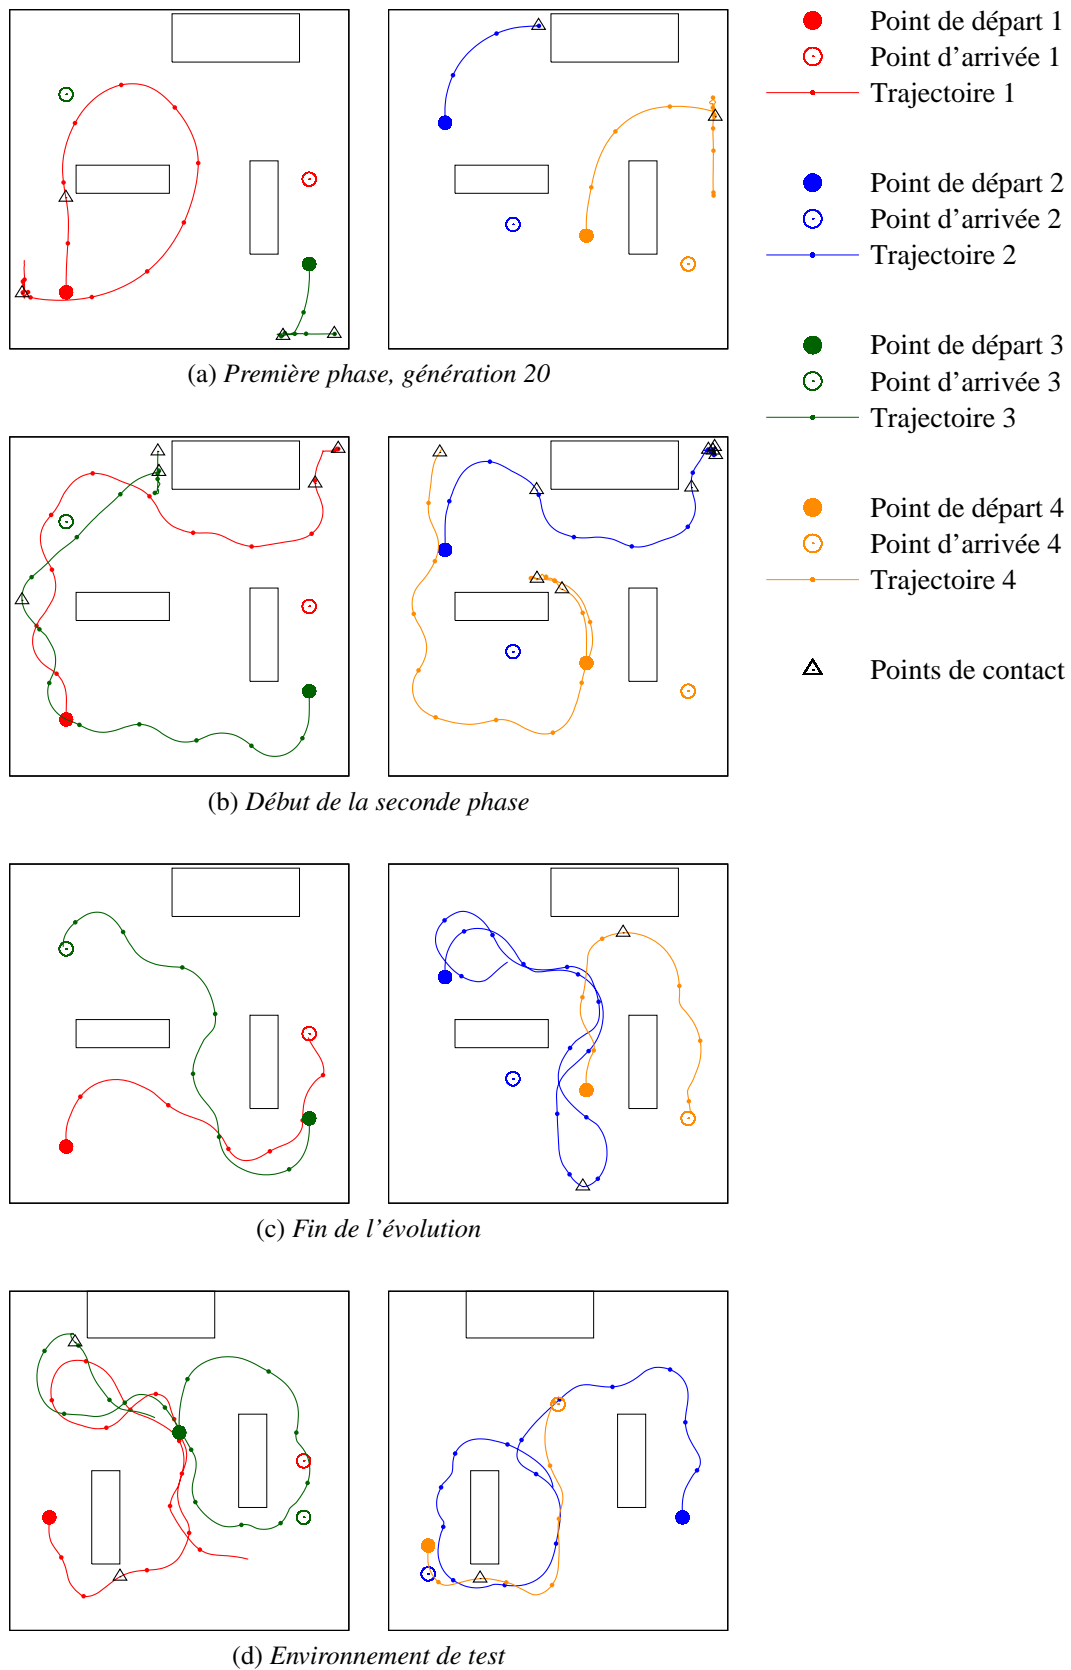 Point de départ 1
Point d'arrivée 1
Trajectoire 1
Point de départ 2
Point d'arrivée 2
Trajectoire 2
Point de départ 3
Point d'arrivée 3
Trajectoire 3
Point de départ 4
Point d'arrivée 4
Trajectoire 4
Points de contact
(a) Première phase, génération 20
(b) Début de la seconde phase
(c) Fin de l'évolution
(d) Environnement de test